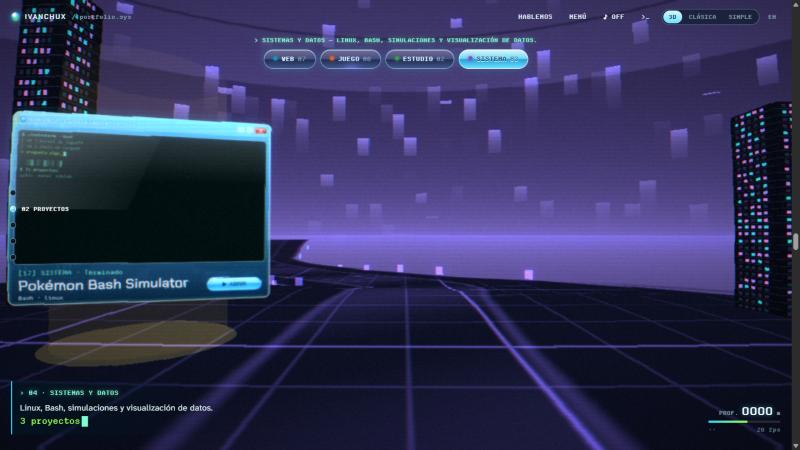 IVANCHUX /portfolio.sys
HABLEMOS MENÚ ♪ OFF >_ 3D CLÁSICA SIMPLE EN
> SISTEMAS Y DATOS — LINUX, BASH, SIMULACIONES Y VISUALIZACIÓN DE DATOS.
WEB 07 JUEGO ESTUDIO 02 SISTEMA
02 PROYECTOS
SISTEMA · Terminado
Pokémon Bash Simulator
Bash · Linux
> 04 · SISTEMAS Y DATOS
Linux, Bash, simulaciones y visualización de datos.
3 proyectos
PROF. 0000 m
20 fps